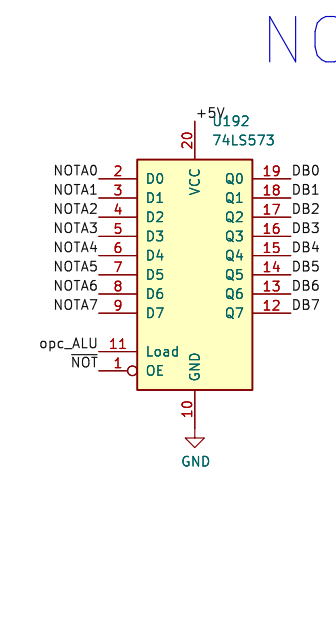 NO
+5V
U192
74LS573
20
VCC
NOTA0 2 D0 Q0 19 DB0
NOTA1 3 D1 Q1 18 DB1
NOTA2 4 D2 Q2 17 DB2
NOTA3 5 D3 Q3 16 DB3
NOTA4 6 D4 Q4 15 DB4
NOTA5 7 D5 Q5 14 DB5
NOTA6 8 D6 Q6 13 DB6
NOTA7 9 D7 Q7 12 DB7
opc_ALU 11 Load
NOT 1 OE
GND
10
GND